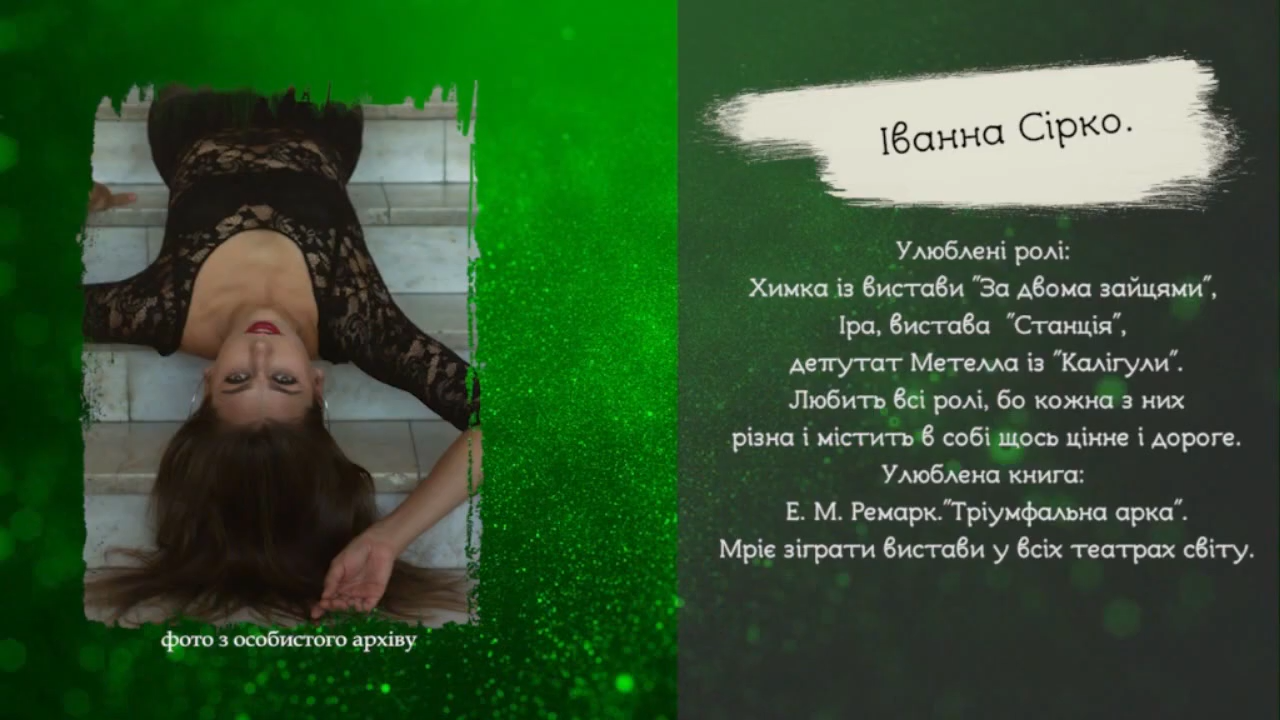 Іванна Сірко.
Улюблені ролі:
Химка із вистави "За двома зайцями",
Іра, вистава "Станція",
депутат Метелла із "Калігули".
Любить всі ролі, бо кожна з них
різна і містить в собі щось цінне і дороге.
Улюблена книга:
Е. М. Ремарк."Тріумфальна арка".
Мріє зіграти вистави у всіх театрах світу.
фото з особистого архіву